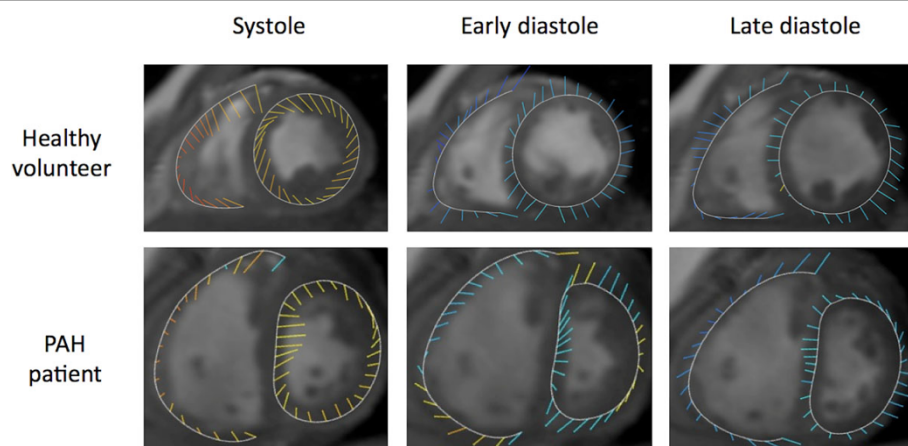 Systole
Early diastole
Late diastole
Healthy
volunteer
PAH
patient